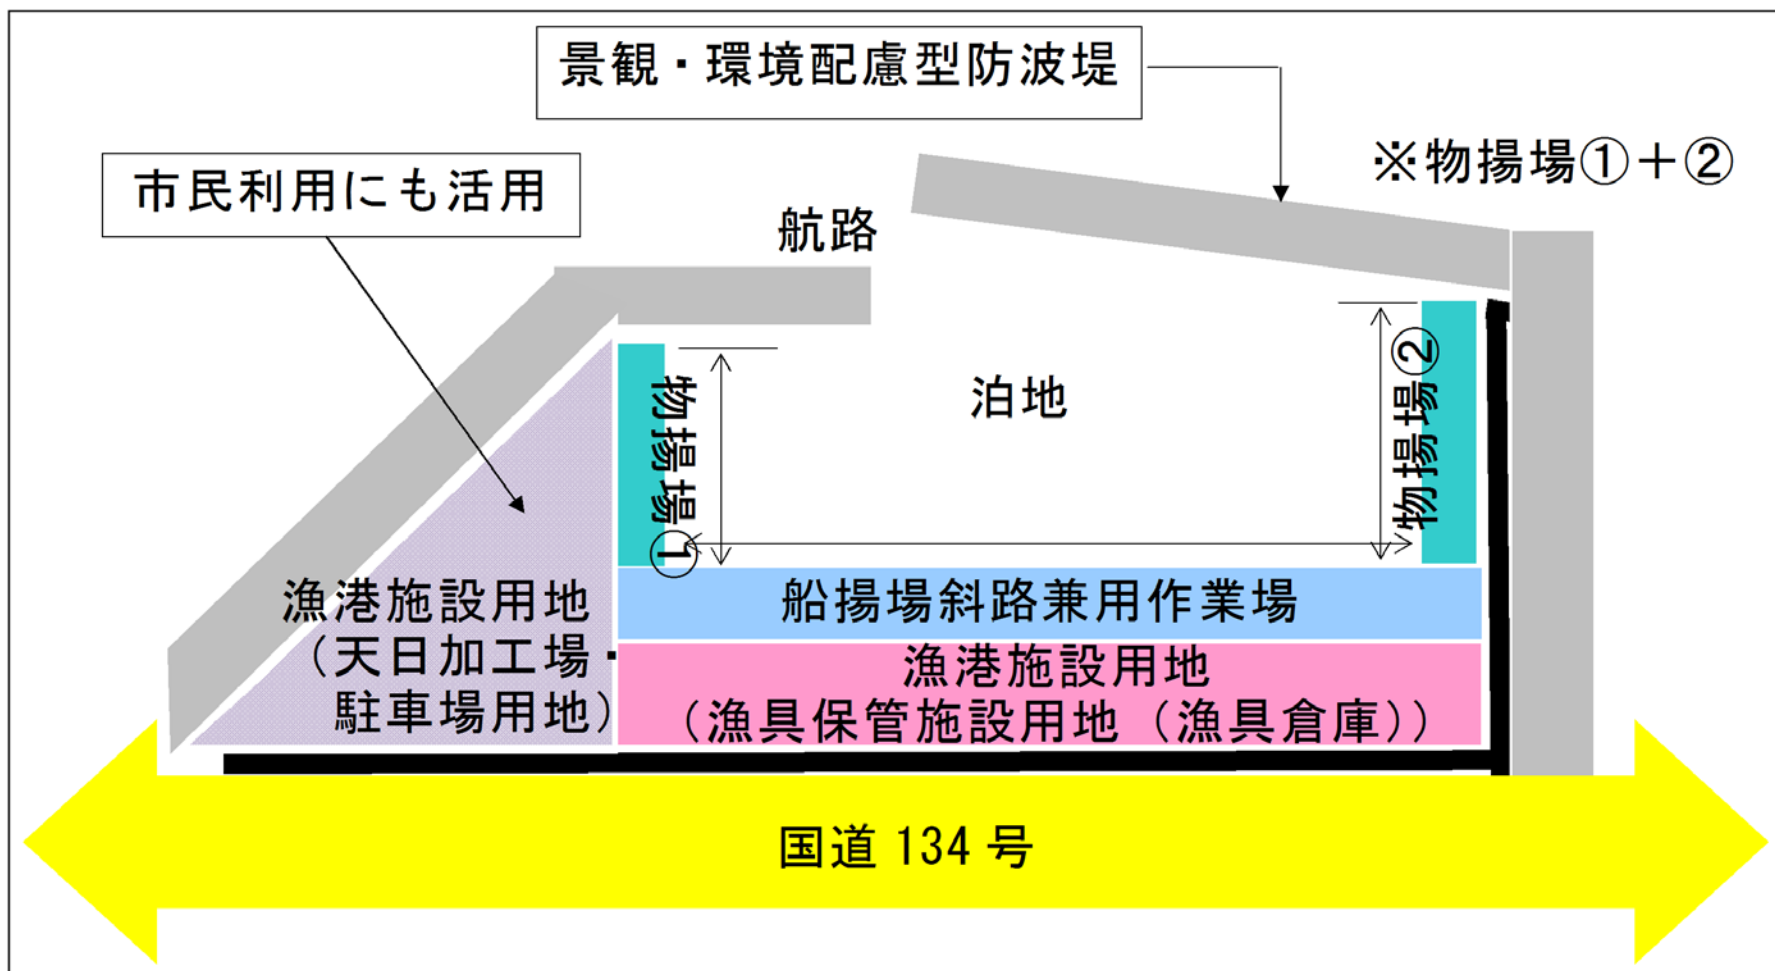 景観・環境配慮型防波堤
※物揚場①+②
市民利用にも活用
航路
泊地
物揚場①
物揚場②
船揚場斜路兼用作業場
漁港施設用地
(天日加工場・
駐車場用地)
漁港施設用地
(漁具保管施設用地(漁具倉庫))
国道134号